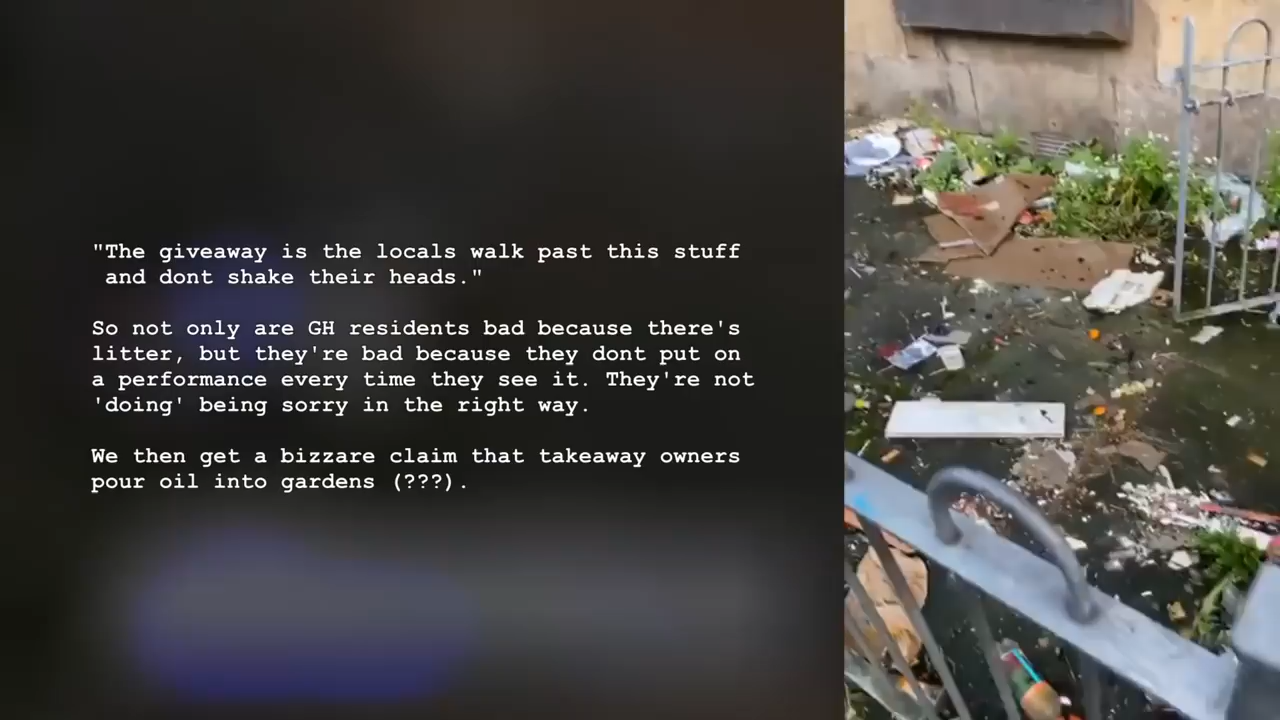 "The giveaway is the locals walk past this stuff
and dont shake their heads."
So not only are GH residents bad because there's
litter, but they're bad because they dont put on
a performance every time they see it. They're not
'doing' being sorry in the right way.
We then get a bizzare claim that takeaway owners
pour oil into gardens (???).